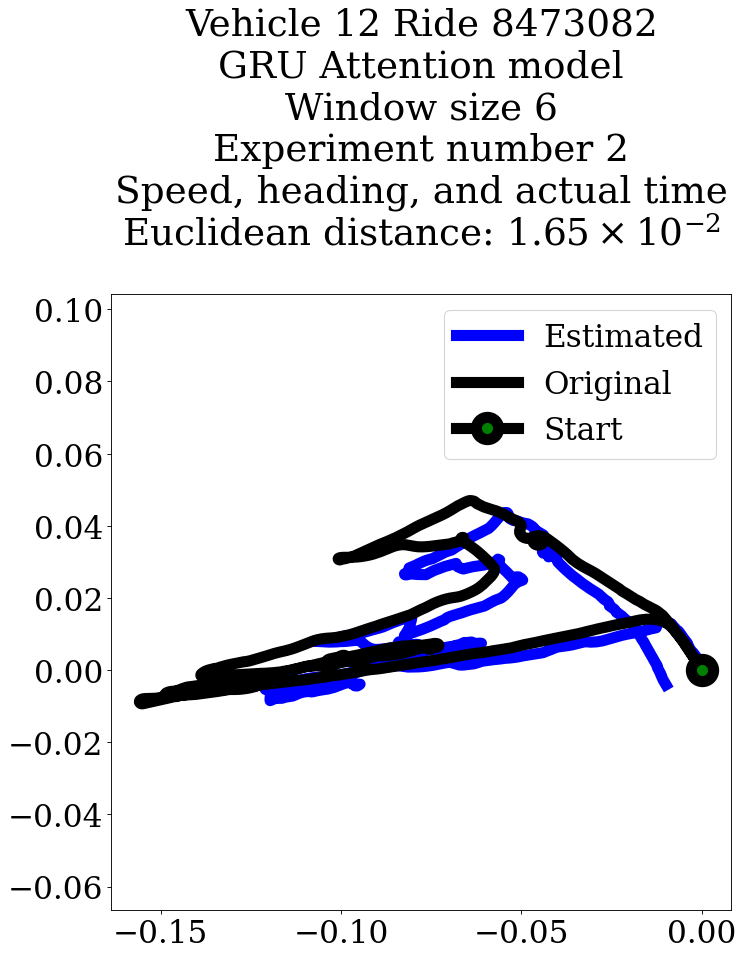 Vehicle 12 Ride 8473082
GRU Attention model
Window size 6
Experiment number 2
Speed, heading, and actual time
Euclidean distance: 1.65 × 10⁻²
Estimated
Original
Start
0.10
0.08
0.06
0.04
0.02
0.00
−0.02
−0.04
−0.06
−0.15 −0.10 −0.05 0.00